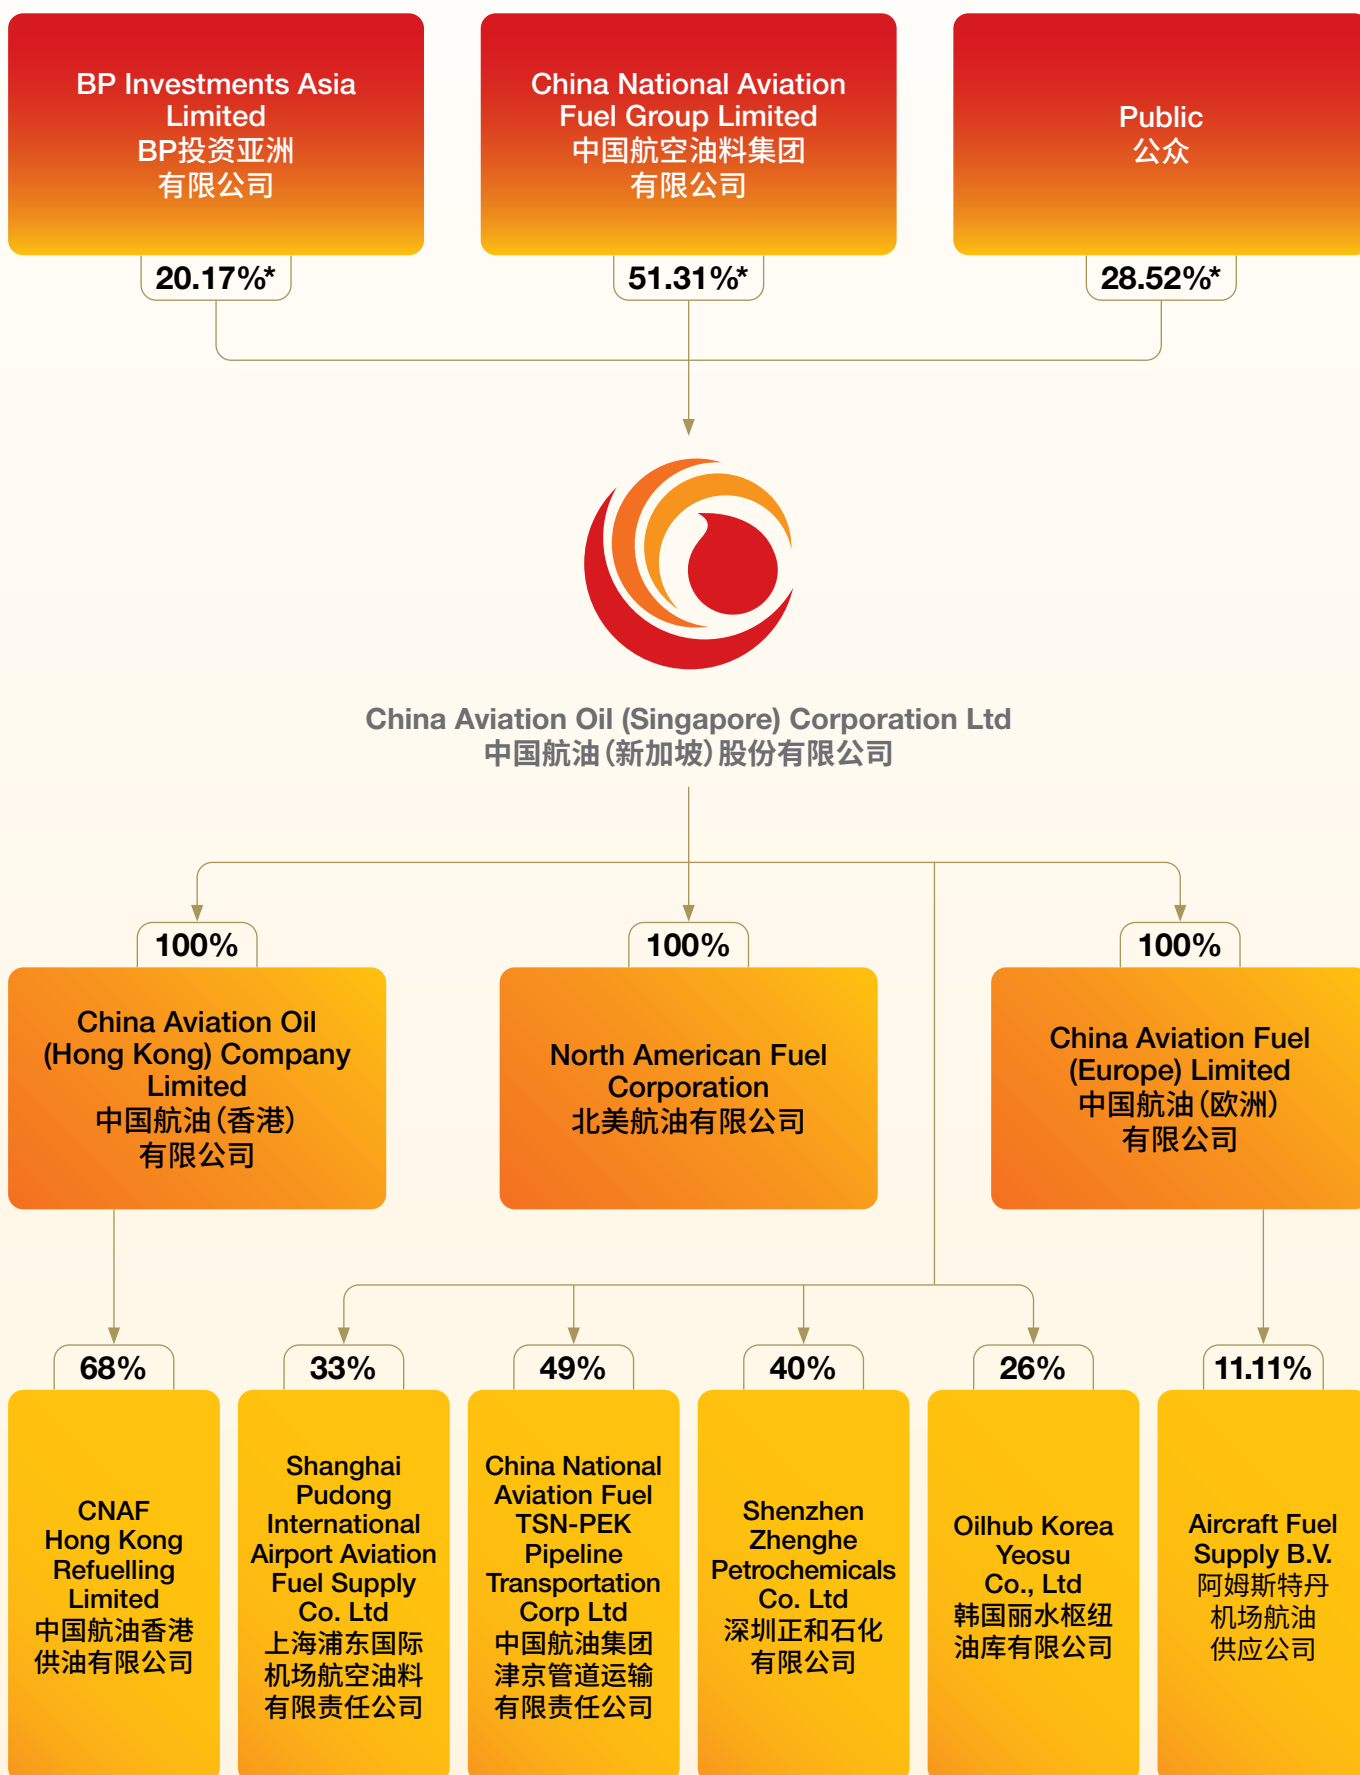 BP Investments Asia
Limited
BP投资亚洲
有限公司
China National Aviation
Fuel Group Limited
中国航空油料集团
有限公司
Public
公众
20.17%*
51.31%*
28.52%*
China Aviation Oil (Singapore) Corporation Ltd
中国航油(新加坡)股份有限公司
100%
100%
100%
China Aviation Oil
(Hong Kong) Company
Limited
中国航油(香港)
有限公司
North American Fuel
Corporation
北美航油有限公司
China Aviation Fuel
(Europe) Limited
中国航油(欧洲)
有限公司
68%
33%
49%
40%
26%
11.11%
CNAF
Hong Kong
Refuelling
Limited
中国航油香港
供油有限公司
Shanghai
Pudong
International
Airport Aviation
Fuel Supply
Co. Ltd
上海浦东国际
机场航空油料
有限责任公司
China National
Aviation Fuel
TSN-PEK
Pipeline
Transportation
Corp Ltd
中国航油集团
津京管道运输
有限责任公司
Shenzhen
Zhenghe
Petrochemicals
Co. Ltd
深圳正和石化
有限公司
Oilhub Korea
Yeosu
Co., Ltd
韩国丽水枢纽
油库有限公司
Aircraft Fuel
Supply B.V.
阿姆斯特丹
机场航油
供应公司